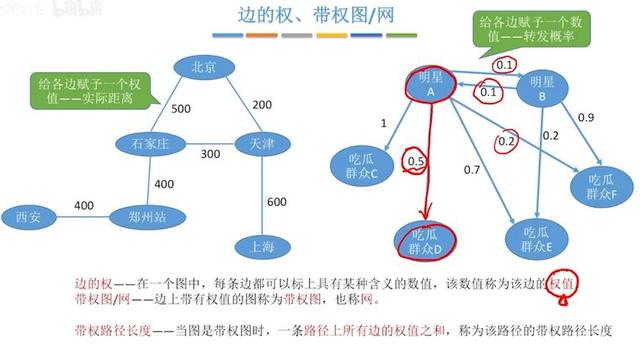 bilibili
边的权、带权图/网
给各边赋予一个权
值——实际距离
北京
500
200
石家庄
300
天津
400
600
西安
400
郑州站
上海
给各边赋予一个数
值——转发概率
明星
A
0.1
0.1
明星
B
1
0.5
0.7
0.2
0.2
0.9
吃瓜
群众C
吃瓜
群众D
吃瓜
群众E
吃瓜
群众F
边的权——在一个图中，每条边都可以标上具有某种含义的数值，该数值称为该边的权值
带权图/网——边上带有权值的图称为带权图，也称网。
带权路径长度——当图是带权图时，一条路径上所有边的权值之和，称为该路径的带权路径长度